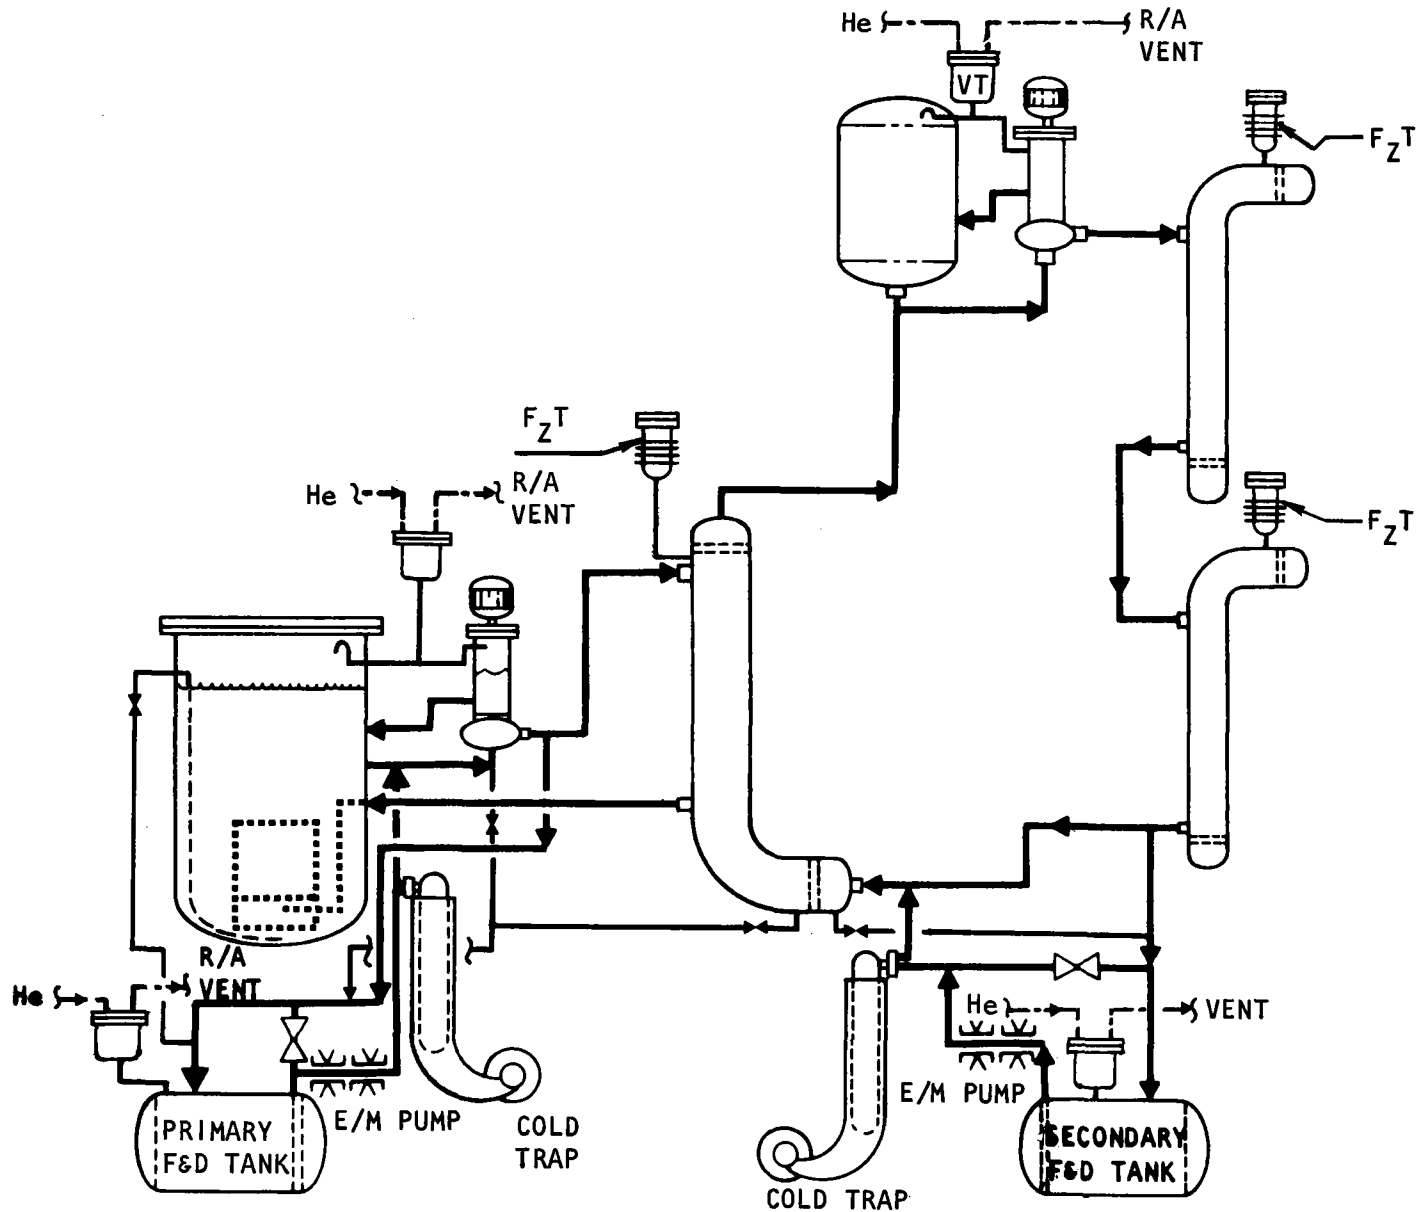 He
R/A
VENT
VT
FZT
FZT
R/A
He
VENT
FZT
R/A
VENT
He
He
VENT
E/M PUMP
E/M PUMP
PRIMARY
F&D TANK
COLD
TRAP
SECONDARY
F&D TANK
COLD TRAP